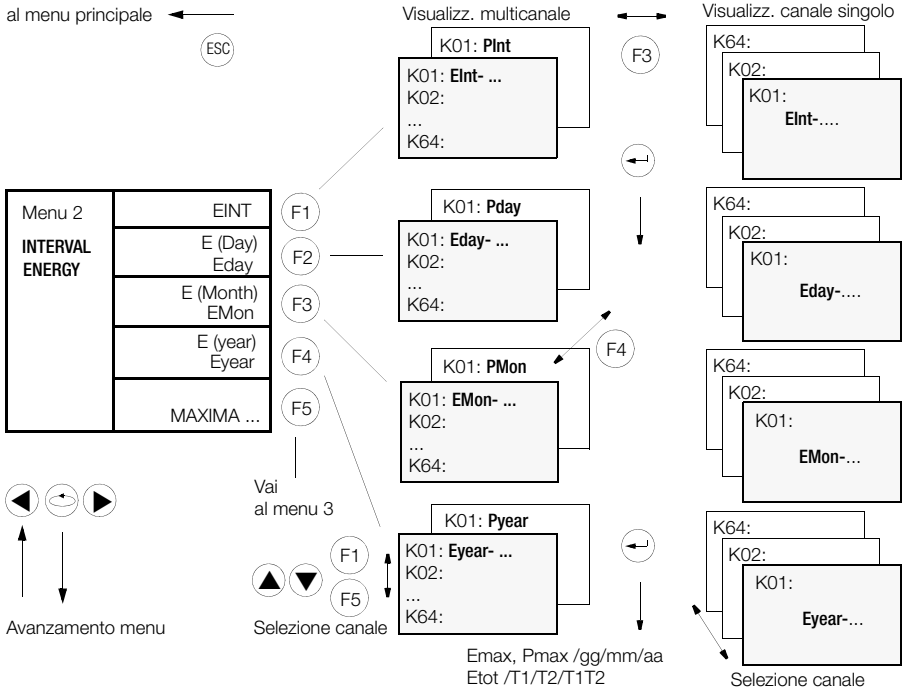 al menu principale
ESC
Visualizz. multicanale
Visualizz. canale singolo
F3
K01: PInt
K01: EInt- ...
K02:
...
K64:
K64:
K02:
K01:
EInt-....
Menu 2
INTERVAL
ENERGY
EINT
E (Day)
Eday
E (Month)
EMon
E (year)
Eyear
MAXIMA ...
F1
F2
F3
F4
F5
K01: Pday
K01: Eday- ...
K02:
...
K64:
K64:
K02:
K01:
Eday-....
F4
K01: PMon
K01: EMon- ...
K02:
...
K64:
K64:
K02:
K01:
EMon-...
Vai
al menu 3
K01: Pyear
K01: Eyear- ...
K02:
...
K64:
K64:
K02:
K01:
Eyear-...
F1
F5
Avanzamento menu
Selezione canale
Emax, Pmax /gg/mm/aa
Etot /T1/T2/T1T2
Selezione canale